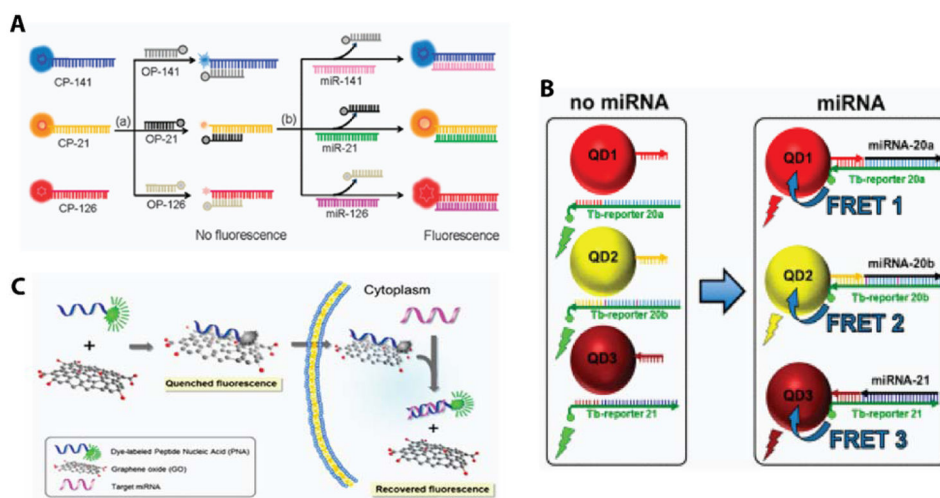 A
CP-141
OP-141
miR-141
CP-21
(a)
OP-21
(b)
miR-21
CP-126
OP-126
miR-126
No fluorescence
Fluorescence
B
no miRNA
miRNA
QD1
Tb-reporter 20a
QD2
Tb-reporter 20b
QD3
Tb-reporter 21
QD1
miRNA-20a
Tb-reporter 20a
FRET 1
QD2
miRNA-20b
Tb-reporter 20b
FRET 2
QD3
miRNA-21
Tb-reporter 21
FRET 3
C
Cytoplasm
+
Quenched fluorescence
+
Recovered fluorescence
Dye-labeled Peptide Nucleic Acid (PNA)
Graphene oxide (GO)
Target miRNA